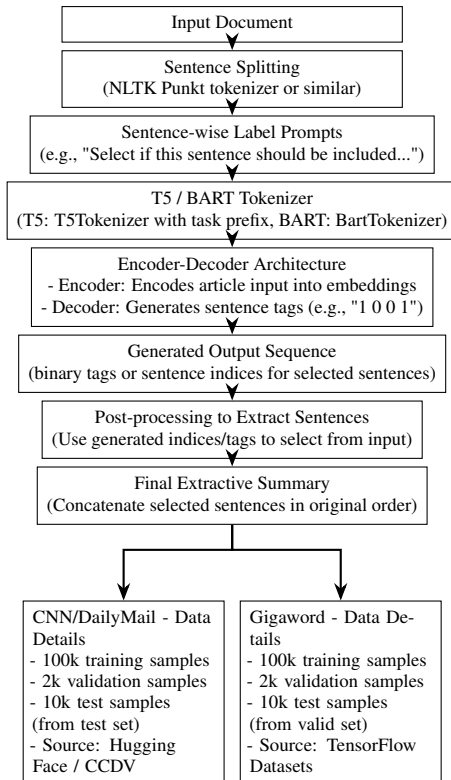 Input Document
Sentence Splitting
(NLTK Punkt tokenizer or similar)
Sentence-wise Label Prompts
(e.g., "Select if this sentence should be included...")
T5 / BART Tokenizer
(T5: T5Tokenizer with task prefix, BART: BartTokenizer)
Encoder-Decoder Architecture
- Encoder: Encodes article input into embeddings
- Decoder: Generates sentence tags (e.g., "1 0 0 1")
Generated Output Sequence
(binary tags or sentence indices for selected sentences)
Post-processing to Extract Sentences
(Use generated indices/tags to select from input)
Final Extractive Summary
(Concatenate selected sentences in original order)
CNN/DailyMail - Data
Details
- 100k training samples
- 2k validation samples
- 10k test samples
(from test set)
- Source: Hugging
Face / CCDV
Gigaword - Data De-
tails
- 100k training samples
- 2k validation samples
- 10k test samples
(from valid set)
- Source: TensorFlow
Datasets